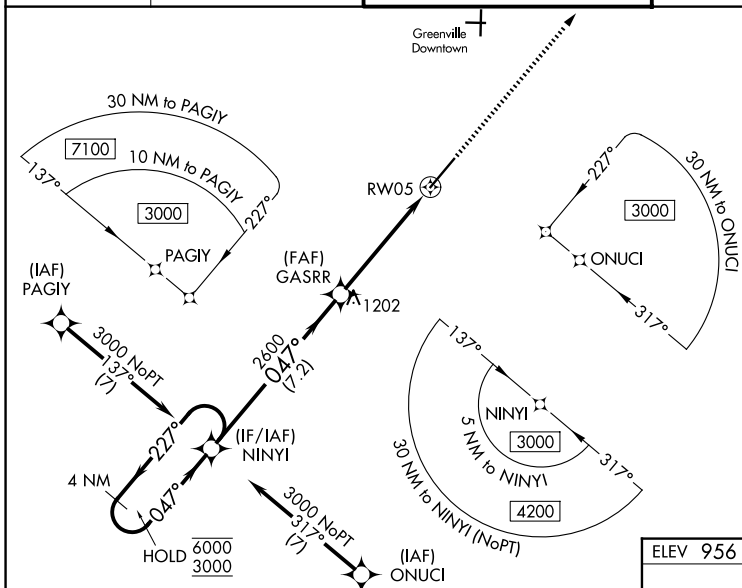 Greenville
Downtown
30 NM to PAGIY
7100
10 NM to PAGIY
137°
3000
227°
PAGIY
RW05
227°
30 NM to ONUCI
3000
ONUCI
317°
(IAF)
PAGIY
3000 NoPT
137°
(7)
(FAF)
GASRR
1202
2600
047°
(7.2)
137°
NINYI
3000
317°
5 NM to NINYI
30 NM to NINYI (NoPT)
4200
227°
(IF/IAF)
NINYI
4 NM
047°
HOLD
6000
3000
3000 NoPT
317°
(7)
(IAF)
ONUCI
ELEV 956